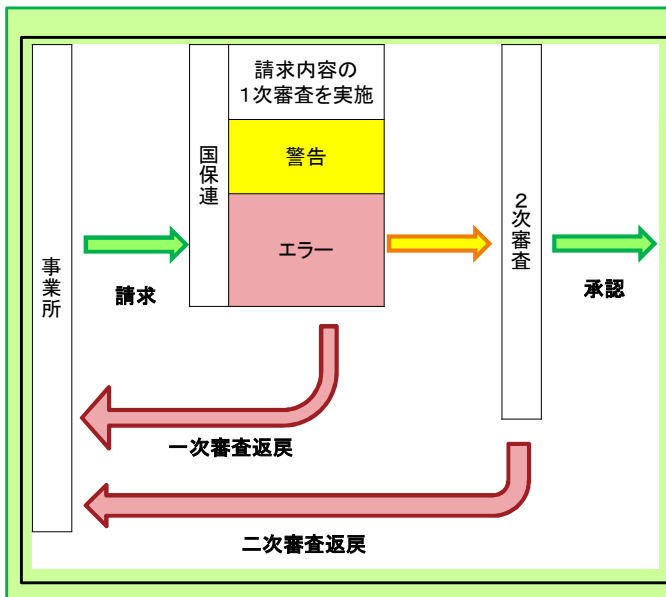 事業所
請求
国保連
請求内容の
１次審査を実施
警告
エラー
２次審査
承認
一次審査返戻
二次審査返戻